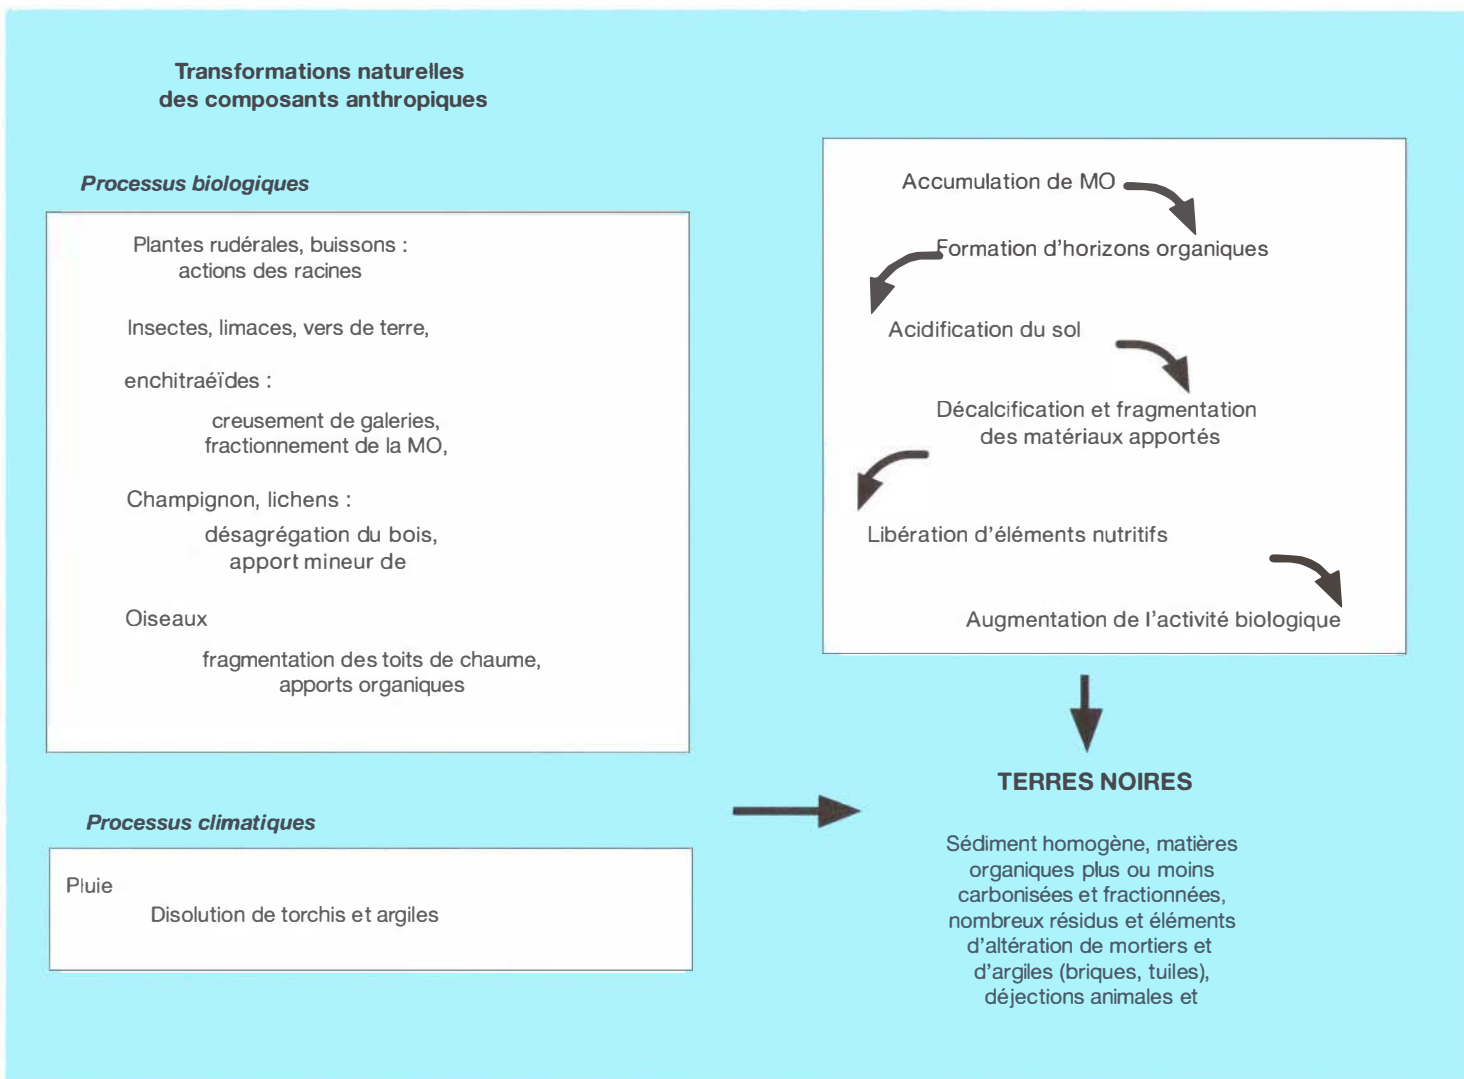 Transformations naturelles
des composants anthropiques
Processus biologiques
Plantes rudérales, buissons :
actions des racines
Insectes, limaces, vers de terre,
enchitraéïdes :
creusement de galeries,
fractionnement de la MO,
Champignon, lichens :
désagrégation du bois,
apport mineur de
Oiseaux
fragmentation des toits de chaume,
apports organiques
Processus climatiques
Pluie
Disolution de torchis et argiles
Accumulation de MO
Formation d'horizons organiques
Acidification du sol
Décalcification et fragmentation
des matériaux apportés
Libération d'éléments nutritifs
Augmentation de l'activité biologique
TERRES NOIRES
Sédiment homogène, matières
organiques plus ou moins
carbonisées et fractionnées,
nombreux résidus et éléments
d'altération de mortiers et
d'argiles (briques, tuiles),
déjections animales et